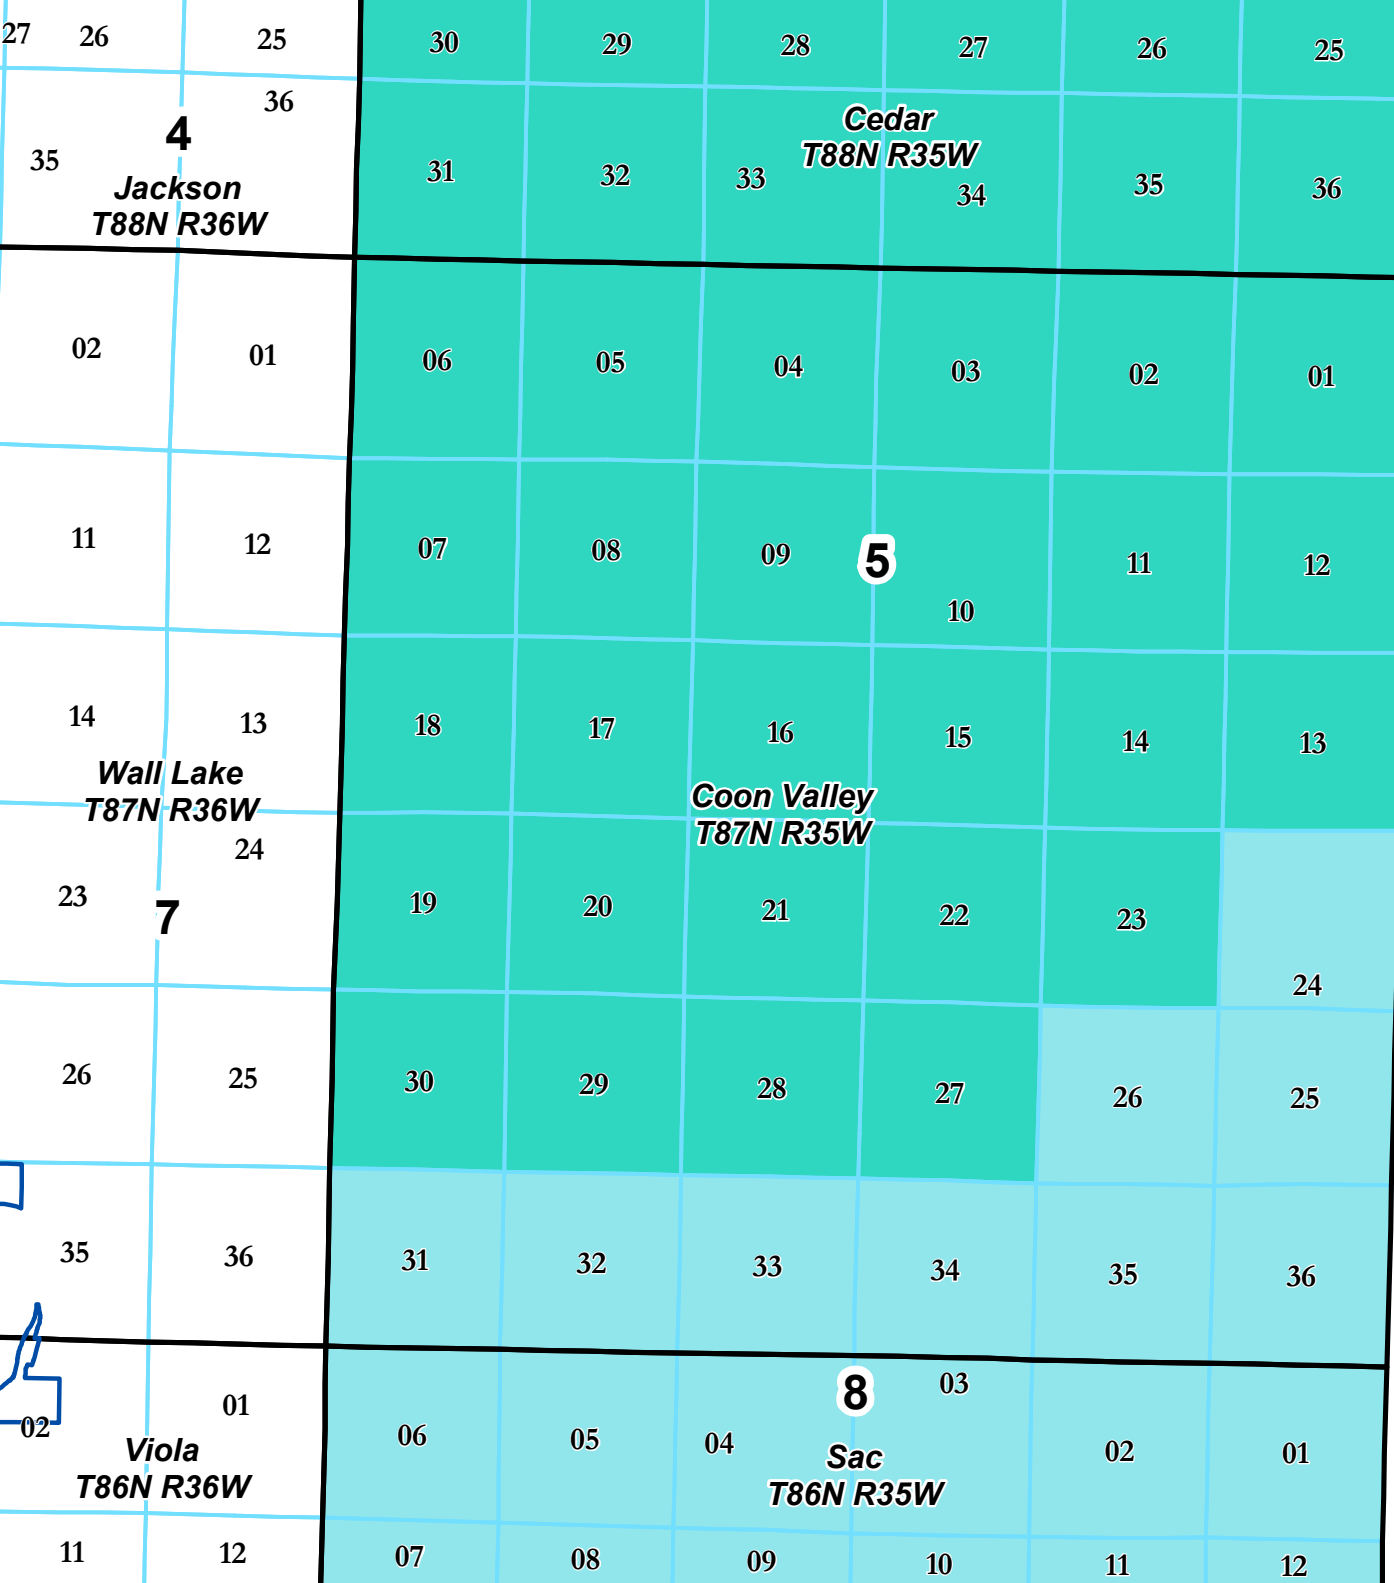 27 26 25 30 29 28 27 26 25
36
4
Cedar
T88N R35W
35 31 32 33 34 35 36
Jackson
T88N R36W
02 01 06 05 04 03 02 01
11 12 07 08 09 5 10 11 12
14 13 18 17 16 15 14 13
Wall Lake
T87N R36W
Coon Valley
T87N R35W
24
23 7 19 20 21 22 23 24
26 25 30 29 28 27 26 25
35 36 31 32 33 34 35 36
8 03
02 01 06 05 04 02 01
Viola
T86N R36W
Sac
T86N R35W
11 12 07 08 09 10 11 12